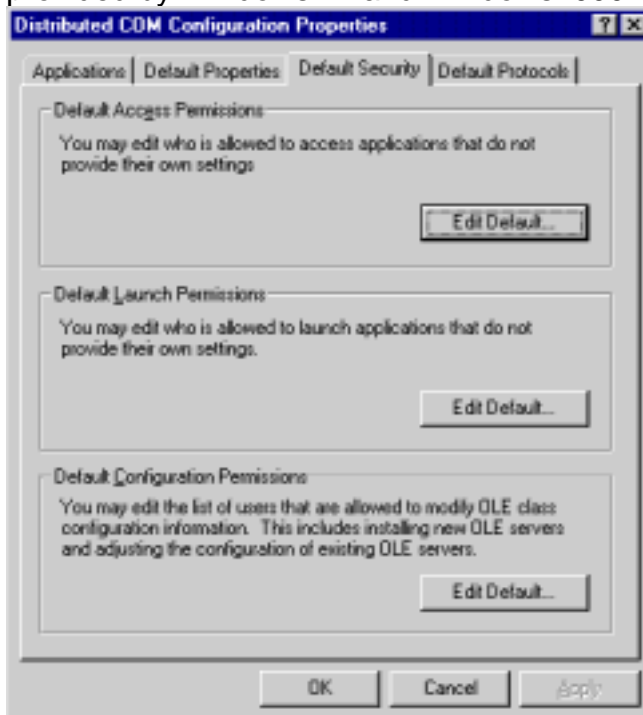 Distributed COM Configuration Properties
Applications Default Properties Default Security Default Protocols
Default Access Permissions
You may edit who is allowed to access applications that do not
provide their own settings
Edit Default...
Default Launch Permissions
You may edit who is allowed to launch applications that do not
provide their own settings.
Edit Default...
Default Configuration Permissions
You may edit the list of users that are allowed to modify OLE class
configuration information. This includes installing new OLE servers
and adjusting the configuration of existing OLE servers.
Edit Default...
OK Cancel Apply